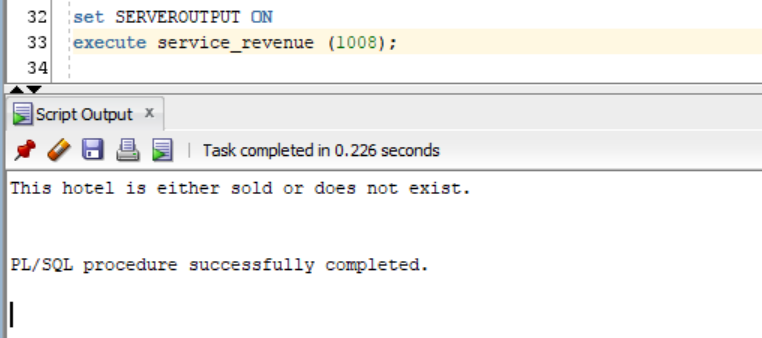 32 set SERVEROUTPUT ON
33 execute service_revenue (1008);
34
Script Output x
Task completed in 0.226 seconds
This hotel is either sold or does not exist.
PL/SQL procedure successfully completed.